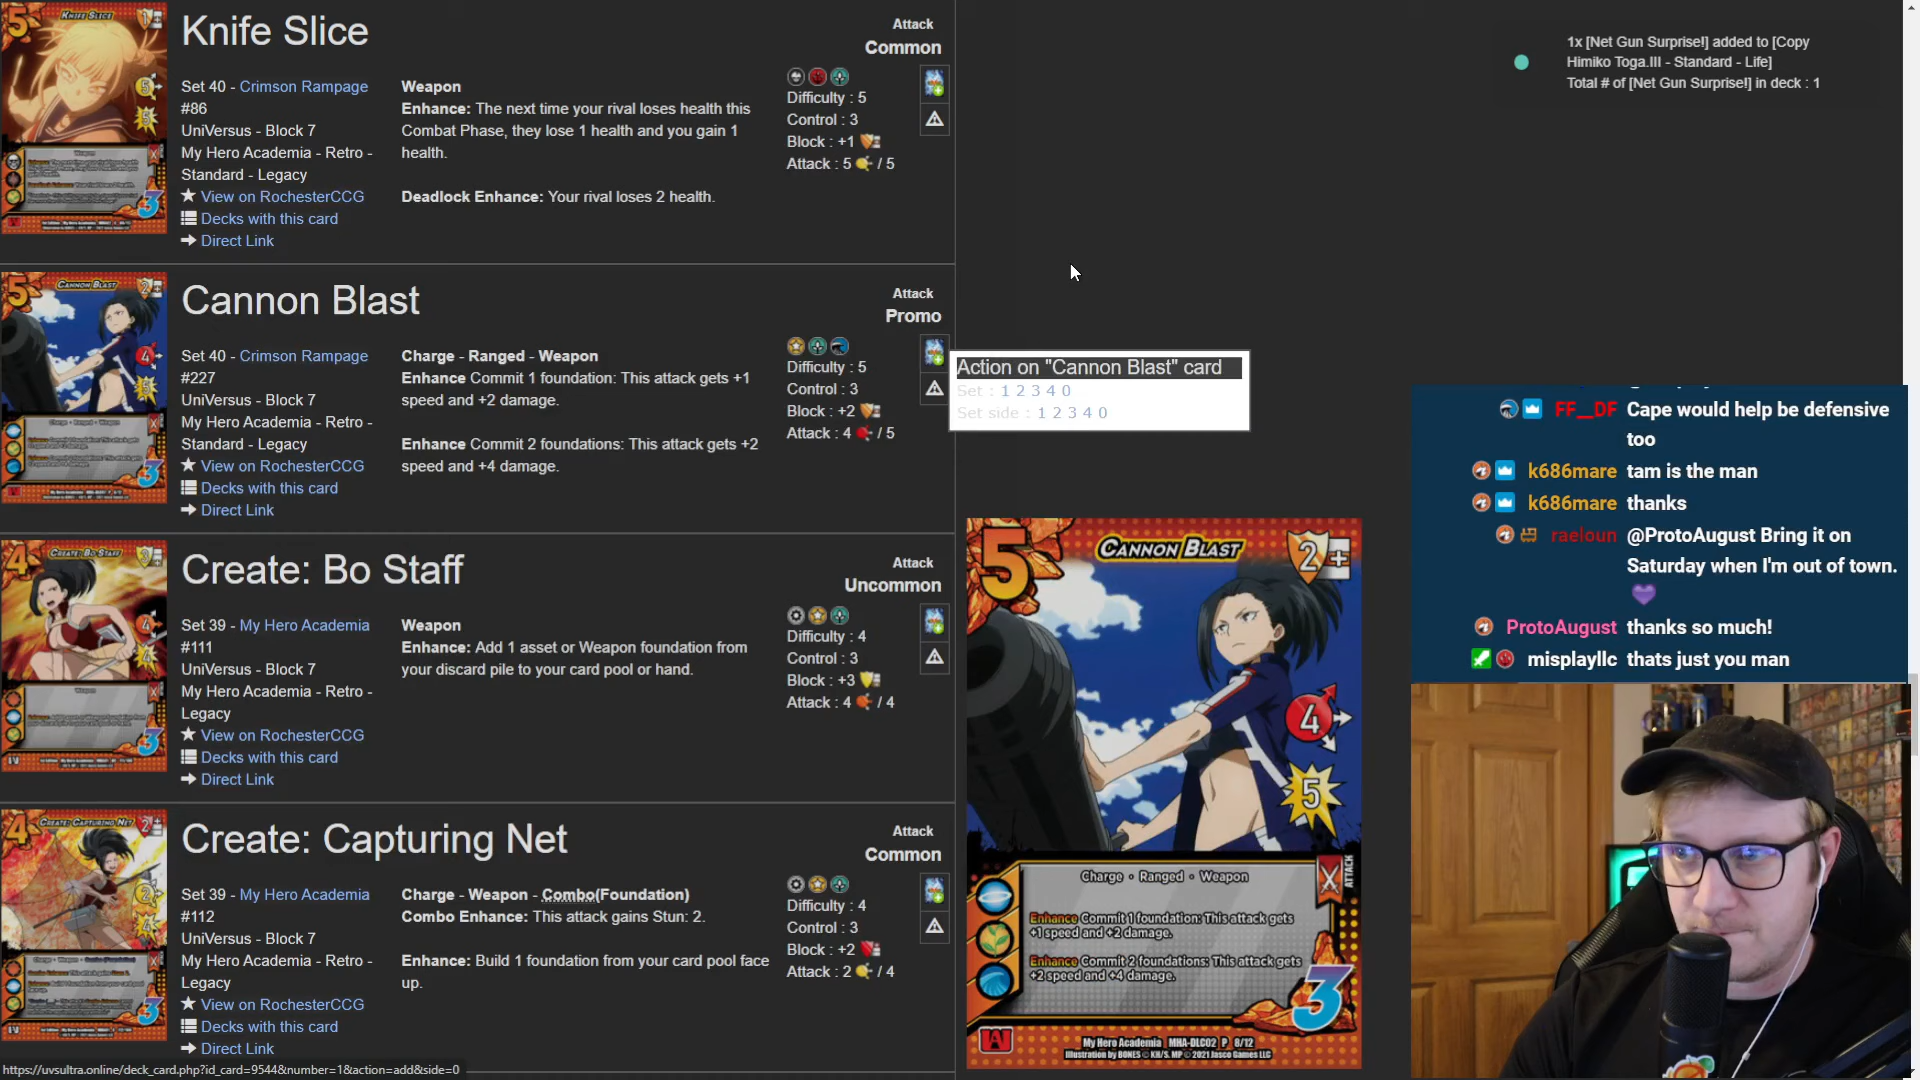 Knife Slice
Attack
Common
Set 40 - Crimson Rampage
#86
UniVersus - Block 7
My Hero Academia - Retro -
Standard - Legacy
View on RochesterCCG
Decks with this card
Direct Link
Weapon
Enhance: The next time your rival loses health this
Combat Phase, they lose 1 health and you gain 1
health.
Deadlock Enhance: Your rival loses 2 health.
Difficulty : 5
Control : 3
Block : +1
Attack : 5 / 5
Cannon Blast
Attack
Promo
Set 40 - Crimson Rampage
#227
UniVersus - Block 7
My Hero Academia - Retro -
Standard - Legacy
View on RochesterCCG
Decks with this card
Direct Link
Charge - Ranged - Weapon
Enhance Commit 1 foundation: This attack gets +1
speed and +2 damage.
Enhance Commit 2 foundations: This attack gets +2
speed and +4 damage.
Difficulty : 5
Control : 3
Block : +2
Attack : 4 / 5
Create: Bo Staff
Attack
Uncommon
Set 39 - My Hero Academia
#111
UniVersus - Block 7
My Hero Academia - Retro -
Legacy
View on RochesterCCG
Decks with this card
Direct Link
Weapon
Enhance: Add 1 asset or Weapon foundation from
your discard pile to your card pool or hand.
Difficulty : 4
Control : 3
Block : +3
Attack : 4 / 4
Create: Capturing Net
Attack
Common
Set 39 - My Hero Academia
#112
UniVersus - Block 7
My Hero Academia - Retro -
Legacy
View on RochesterCCG
Decks with this card
Direct Link
Charge - Weapon - Combo(Foundation)
Combo Enhance: This attack gains Stun: 2.
Enhance: Build 1 foundation from your card pool face
up.
Difficulty : 4
Control : 3
Block : +2
Attack : 2 / 4
https://uvsultra.online/deck_card.php?id_card=9544&number=1&action=add&side=0
1x [Net Gun Surprise!] added to [Copy
Himiko Toga.III - Standard - Life]
Total # of [Net Gun Surprise!] in deck : 1
Action on "Cannon Blast" card
Set : 1 2 3 4 0
Set side : 1 2 3 4 0
5
Cannon Blast
2+
4
5
Charge • Ranged • Weapon
Enhance Commit 1 foundation: This attack gets
+1 speed and +2 damage.
Enhance Commit 2 foundations: This attack gets
+2 speed and +4 damage.
ATTACK
3
My Hero Academia MHA-DLC02 P 8/12
Illustration by BONES © KH/S, MP © 2021 Jasco Games LLC
FF__DF Cape would help be defensive
too
k686mare tam is the man
k686mare thanks
raeloun @ProtoAugust Bring it on
Saturday when I'm out of town.
ProtoAugust thanks so much!
misplayllc thats just you man